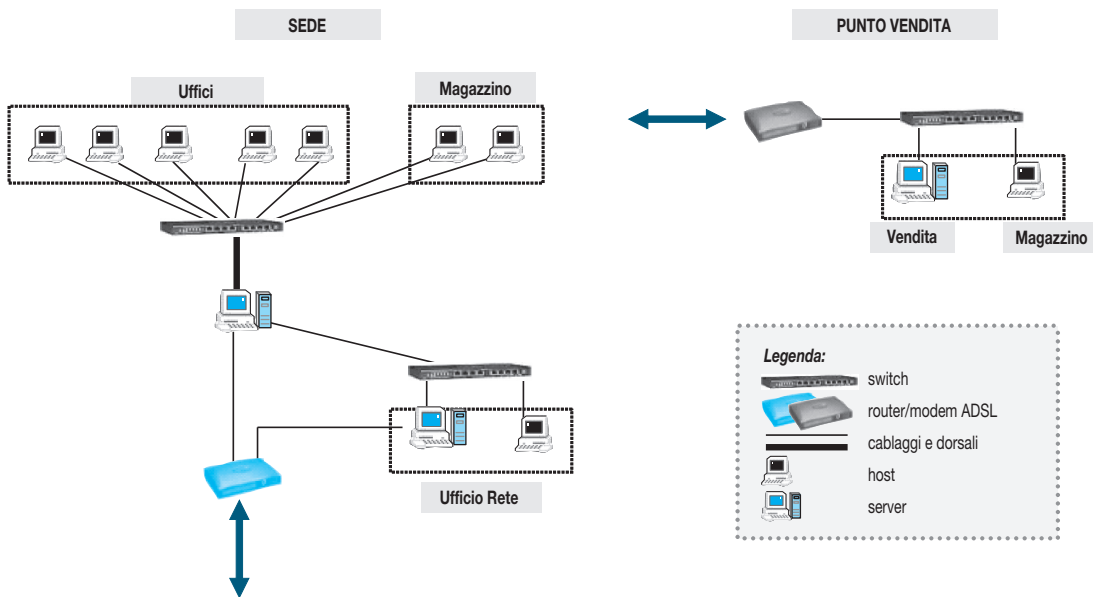 SEDE
PUNTO VENDITA
Uffici
Magazzino
Vendita
Magazzino
Ufficio Rete
Legenda:
switch
router/modem ADSL
cablaggi e dorsali
host
server